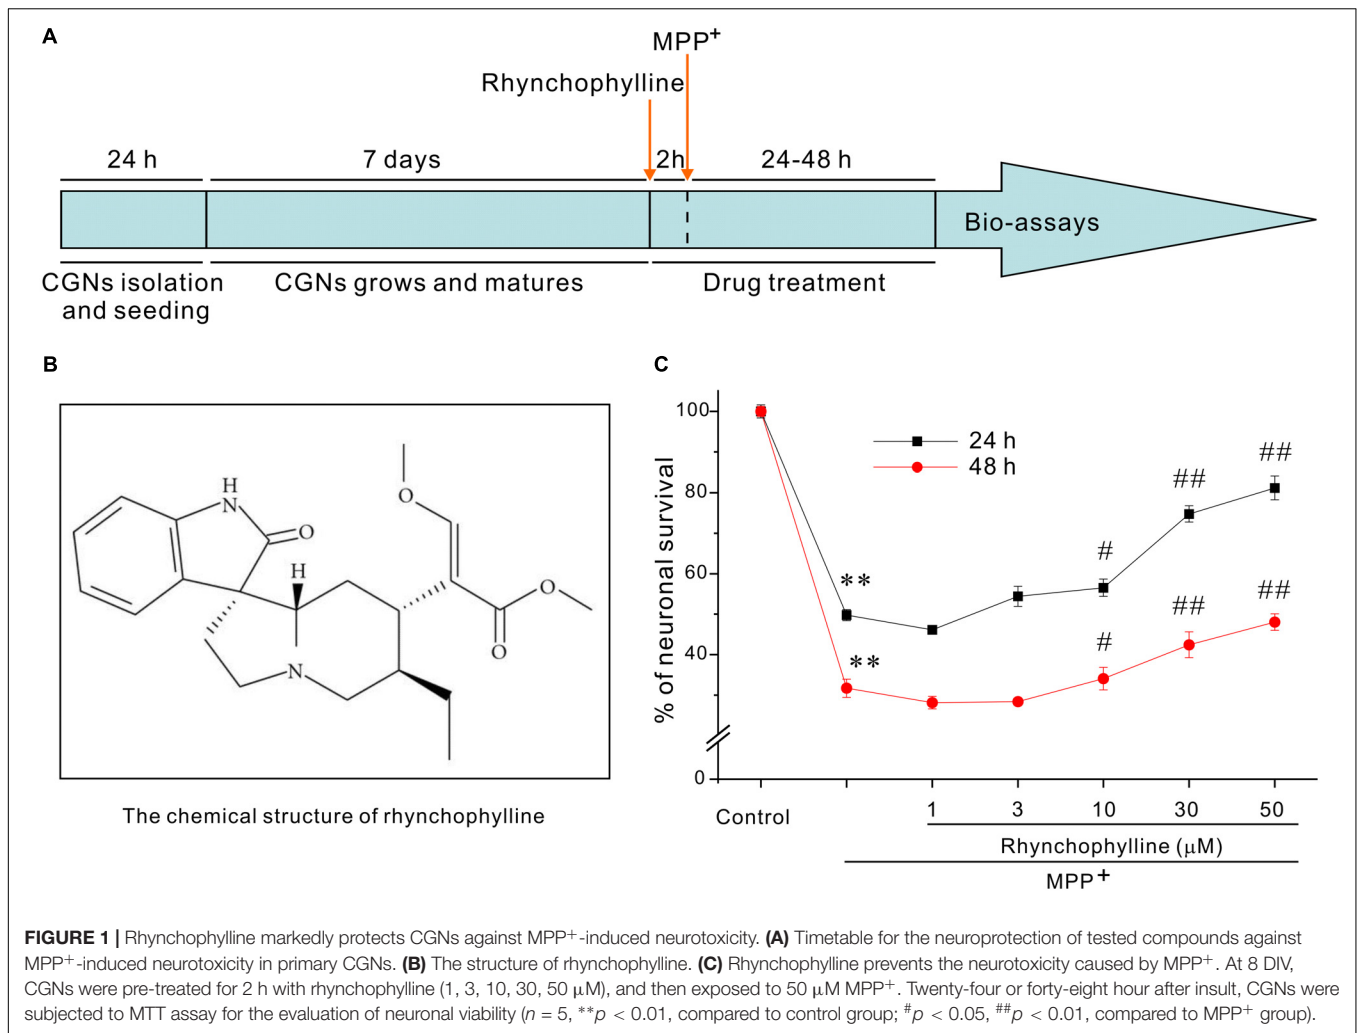 A
MPP+
Rhynchophylline
24 h
7 days
2h
24-48 h
Bio-assays
CGNs isolation
and seeding
CGNs grows and matures
Drug treatment
B
H
N
O
H
N
O
O
O
The chemical structure of rhynchophylline
C
% of neuronal survival
100
80
60
40
0
24 h
48 h
**
**
#
##
##
#
##
##
Control
1 3 10 30 50
Rhynchophylline (μM)
MPP+
FIGURE 1 | Rhynchophylline markedly protects CGNs against MPP+-induced neurotoxicity. (A) Timetable for the neuroprotection of tested compounds against
MPP+-induced neurotoxicity in primary CGNs. (B) The structure of rhynchophylline. (C) Rhynchophylline prevents the neurotoxicity caused by MPP+. At 8 DIV,
CGNs were pre-treated for 2 h with rhynchophylline (1, 3, 10, 30, 50 μM), and then exposed to 50 μM MPP+. Twenty-four or forty-eight hour after insult, CGNs were
subjected to MTT assay for the evaluation of neuronal viability (n = 5, **p < 0.01, compared to control group; #p < 0.05, ##p < 0.01, compared to MPP+ group).